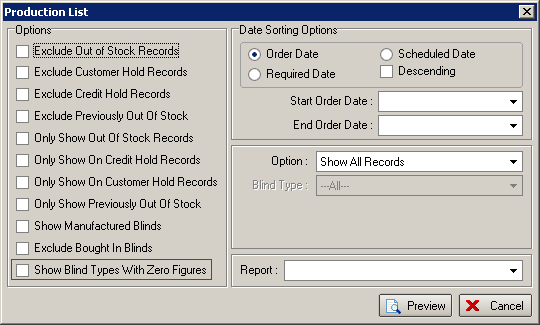 Production List
Options
Exclude Out of Stock Records
Exclude Customer Hold Records
Exclude Credit Hold Records
Exclude Previously Out Of Stock
Only Show Out Of Stock Records
Only Show On Credit Hold Records
Only Show On Customer Hold Records
Only Show Previously Out Of Stock
Show Manufactured Blinds
Exclude Bought In Blinds
Show Blind Types With Zero Figures
Date Sorting Options
Order Date
Scheduled Date
Required Date
Descending
Start Order Date :
End Order Date :
Option : Show All Records
Blind Type : ---All---
Report :
Preview
Cancel